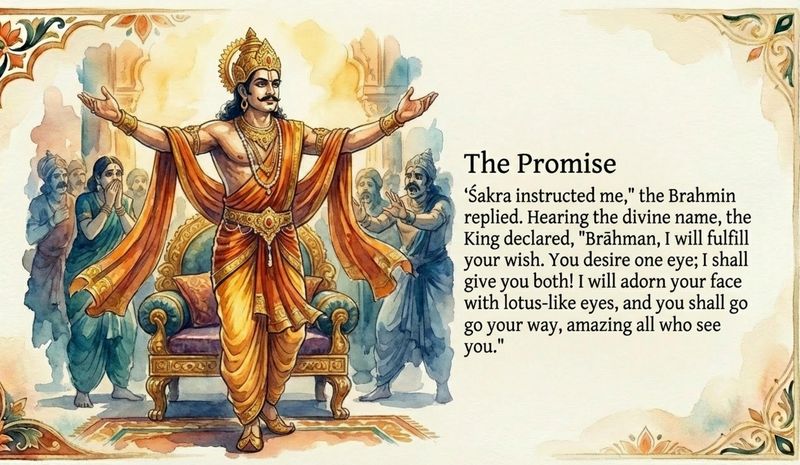 The Promise
‘Śakra instructed me," the Brahmin
replied. Hearing the divine name, the
King declared, "Brāhman, I will fulfill
your wish. You desire one eye; I shall
give you both! I will adorn your face
with lotus-like eyes, and you shall go
go your way, amazing all who see
you."